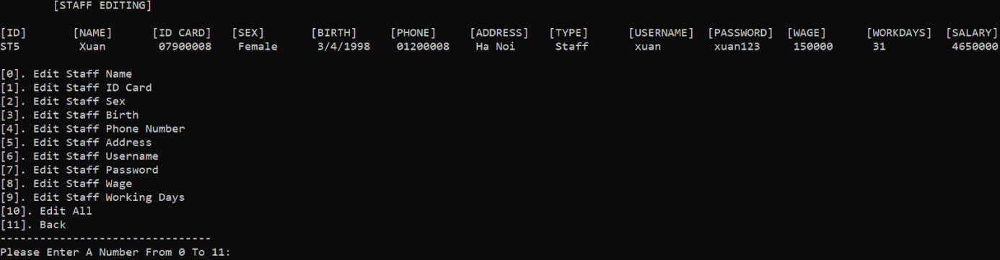 [STAFF EDITING]
[ID] [NAME] [ID CARD] [SEX] [BIRTH] [PHONE] [ADDRESS] [TYPE] [USERNAME] [PASSWORD] [WAGE] [WORKDAYS] [SALARY]
ST5 Xuan 07900008 Female 3/4/1998 01200008 Ha Noi Staff xuan xuan123 150000 31 4650000
[0]. Edit Staff Name
[1]. Edit Staff ID Card
[2]. Edit Staff Sex
[3]. Edit Staff Birth
[4]. Edit Staff Phone Number
[5]. Edit Staff Address
[6]. Edit Staff Username
[7]. Edit Staff Password
[8]. Edit Staff Wage
[9]. Edit Staff Working Days
[10]. Edit All
[11]. Back
--------------------------------
Please Enter A Number From 0 To 11: